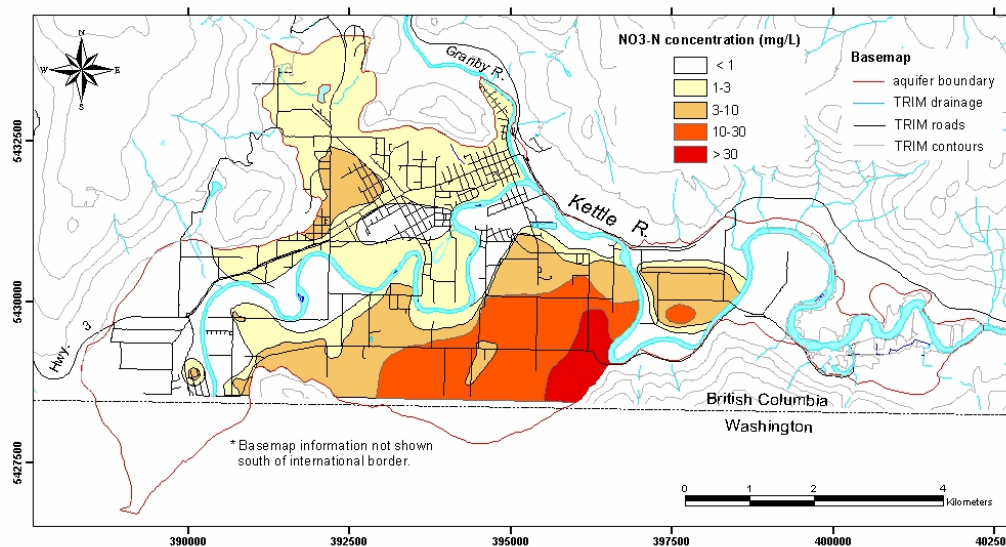 N
W
E
S
Granby R.
NO3-N concentration (mg/L)
< 1
1-3
3-10
10-30
> 30
Basemap
aquifer boundary
TRIM drainage
TRIM roads
TRIM contours
Kettle R.
Hwy. 3
British Columbia
Washington
* Basemap information not shown
south of international border.
0 1 2 4
Kilometers
5432500
5430000
5427500
390000 392500 395000 397500 400000 402500